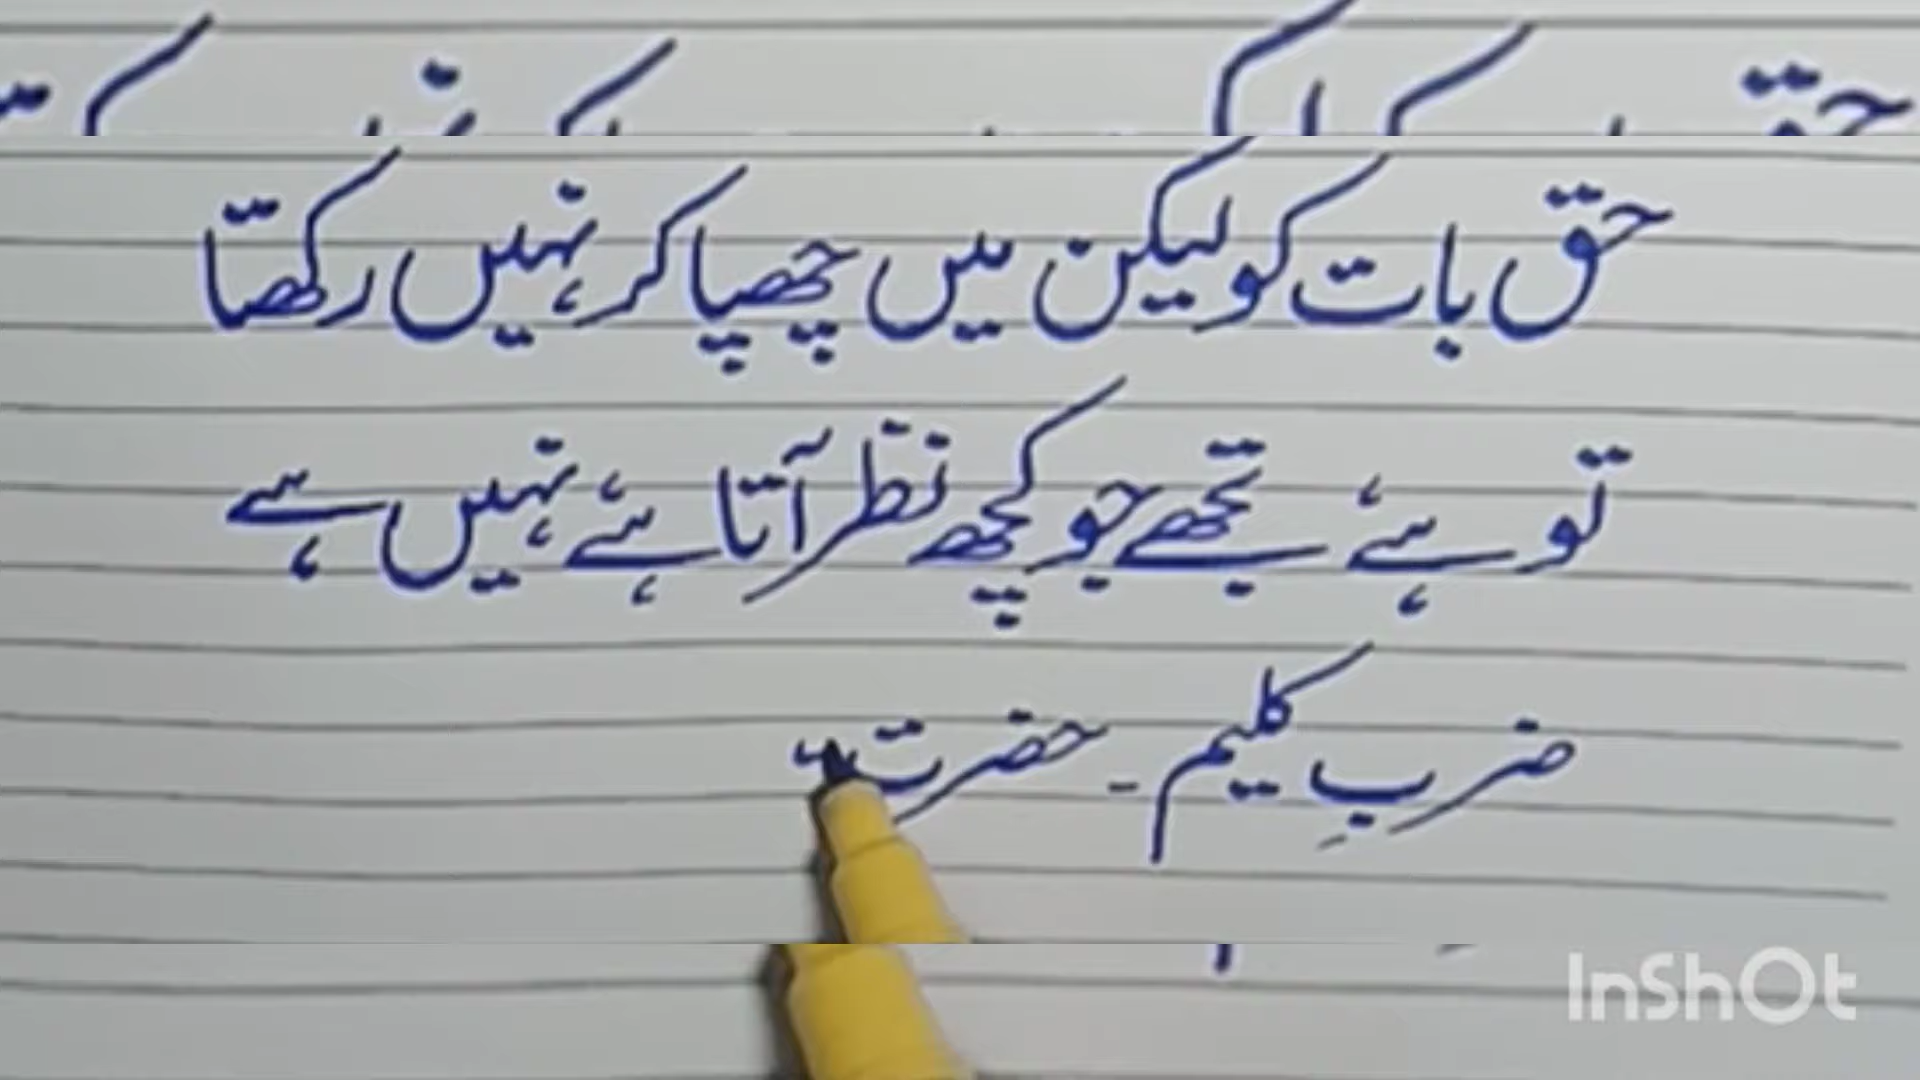 حق بات کو لیکن میں چھپا کر نہیں رکھتا
تو ہے، تجھے جو کچھ نظر آتا ہے، نہیں ہے
ضربِ کلیم - حضرت
InShOt